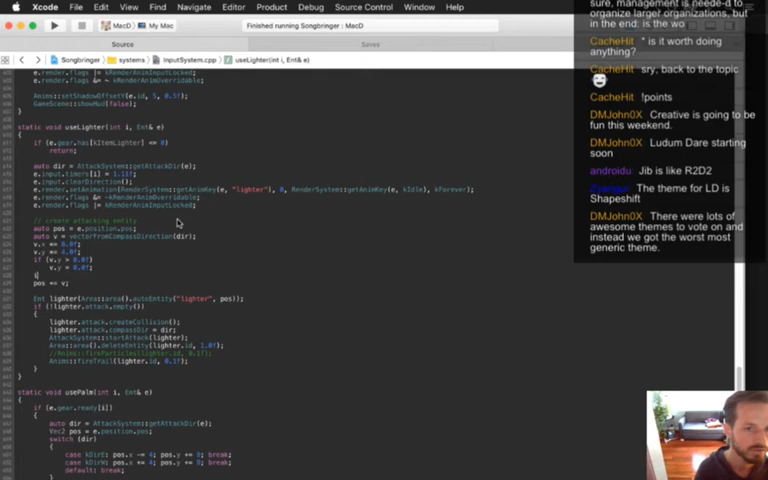 Xcode File Edit View Find Navigate Editor Product Debug Source Control Window Help
MacD My Mac
Finished running Songbringer : MacD
Source
Saves
Songbringer systems InputSystem.cpp useLighter(int i, Ent& e)
e.render.flags |= kRenderAnimInputLocked;
e.render.flags &= ~ kRenderAnimOverridable;
Anims::setShadowOffsetY(e.id, 5, 0.5f);
GameScene::showHud(false);
}
static void useLighter(int i, Ent& e)
{
if (e.gear.has[kItemLighter] <= 0)
return;
auto dir = AttackSystem::getAttackDir(e);
e.input.timers[i] = 1.11f;
e.input.clearDirection();
e.render.setAnimation(RenderSystem::getAnimKey(e, "lighter"), 0, RenderSystem::getAnimKey(e, kIdle), kForever);
e.render.flags &= ~kRenderAnimOverridable;
e.render.flags |= kRenderAnimInputLocked;
// create attacking entity
auto pos = e.position.pos;
auto v = vectorFromCompassDirection(dir);
v.x *= 6.0f;
v.y *= 4.0f;
if (v.y > 0.0f)
v.y = 0.0f;
i
pos += v;
Ent lighter(Area::area().autoEntity("lighter", pos));
if (!lighter.attack.empty())
{
lighter.attack.createCollision();
lighter.attack.compassDir = dir;
AttackSystem::startAttack(lighter);
Area::area().deleteEntity(lighter.id, 1.0f);
//Anims::fireParticles(lighter.id, 0.1f);
Anims::fireTrail(lighter.id, 0.1f);
}
}
static void usePalm(int i, Ent& e)
{
if (e.gear.ready[i])
{
auto dir = AttackSystem::getAttackDir(e);
Vec2 pos = e.position.pos;
switch (dir)
{
case kDirE: pos.x -= 4; pos.y += 8; break;
case kDirW: pos.x += 4; pos.y += 8; break;
default: break;
sure, management is neede-d to
organize larger organizations, but
in the end: is the wo
CacheHit * is it worth doing
anything?
CacheHit sry, back to the topic
CacheHit !points
DMJohn0X Creative is going to be
fun this weekend.
DMJohn0X Ludum Dare starting
soon
androidu Jib is like R2D2
The theme for LD is
Shapeshift
DMJohn0X There were lots of
awesome themes to vote on and
instead we got the worst most
generic theme.